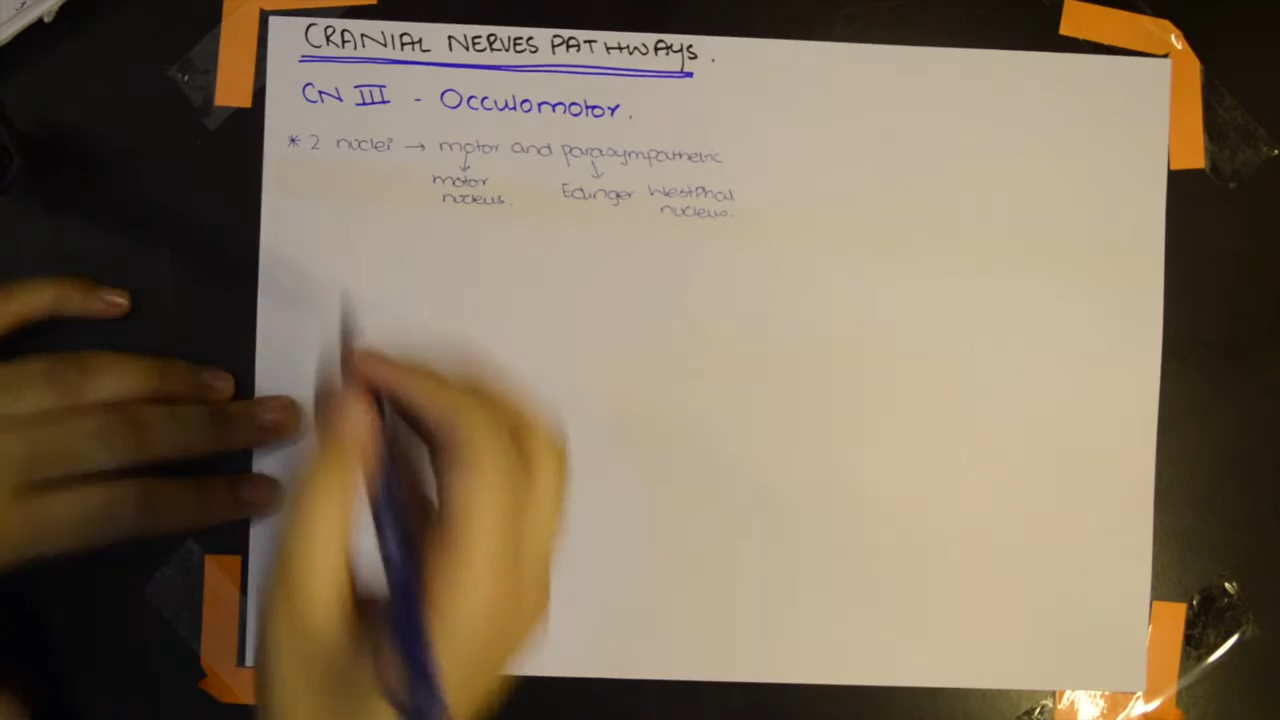 CRANIAL NERVES PATHWAYS.
CN III - Occulomotor.
* 2 nuclei → motor and parasympathetic
↓ ↓
motor Edinger Westphal
nucleus. nucleus.